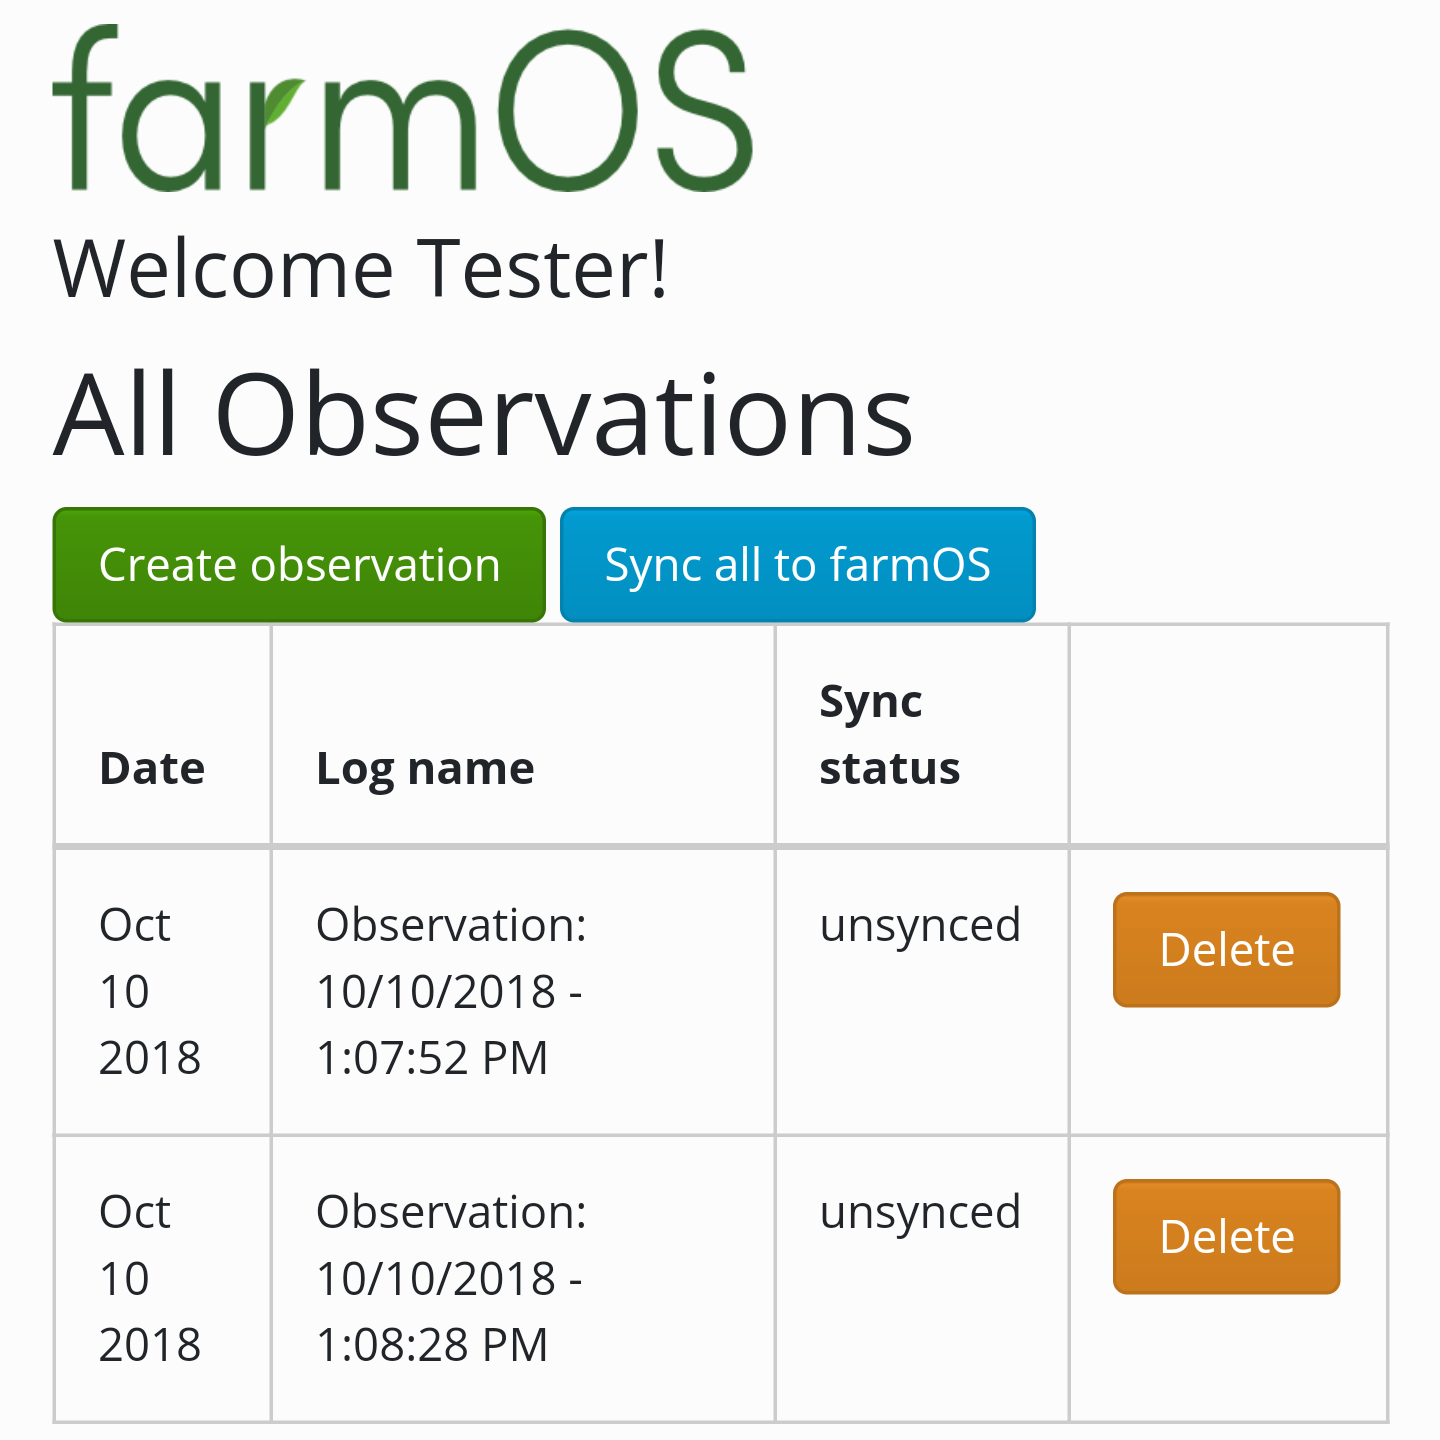 farmOS
Welcome Tester!
All Observations
Create observation
Sync all to farmOS
Date
Log name
Sync
status
Oct
10
2018
Observation:
10/10/2018 -
1:07:52 PM
unsynced
Delete
Oct
10
2018
Observation:
10/10/2018 -
1:08:28 PM
unsynced
Delete